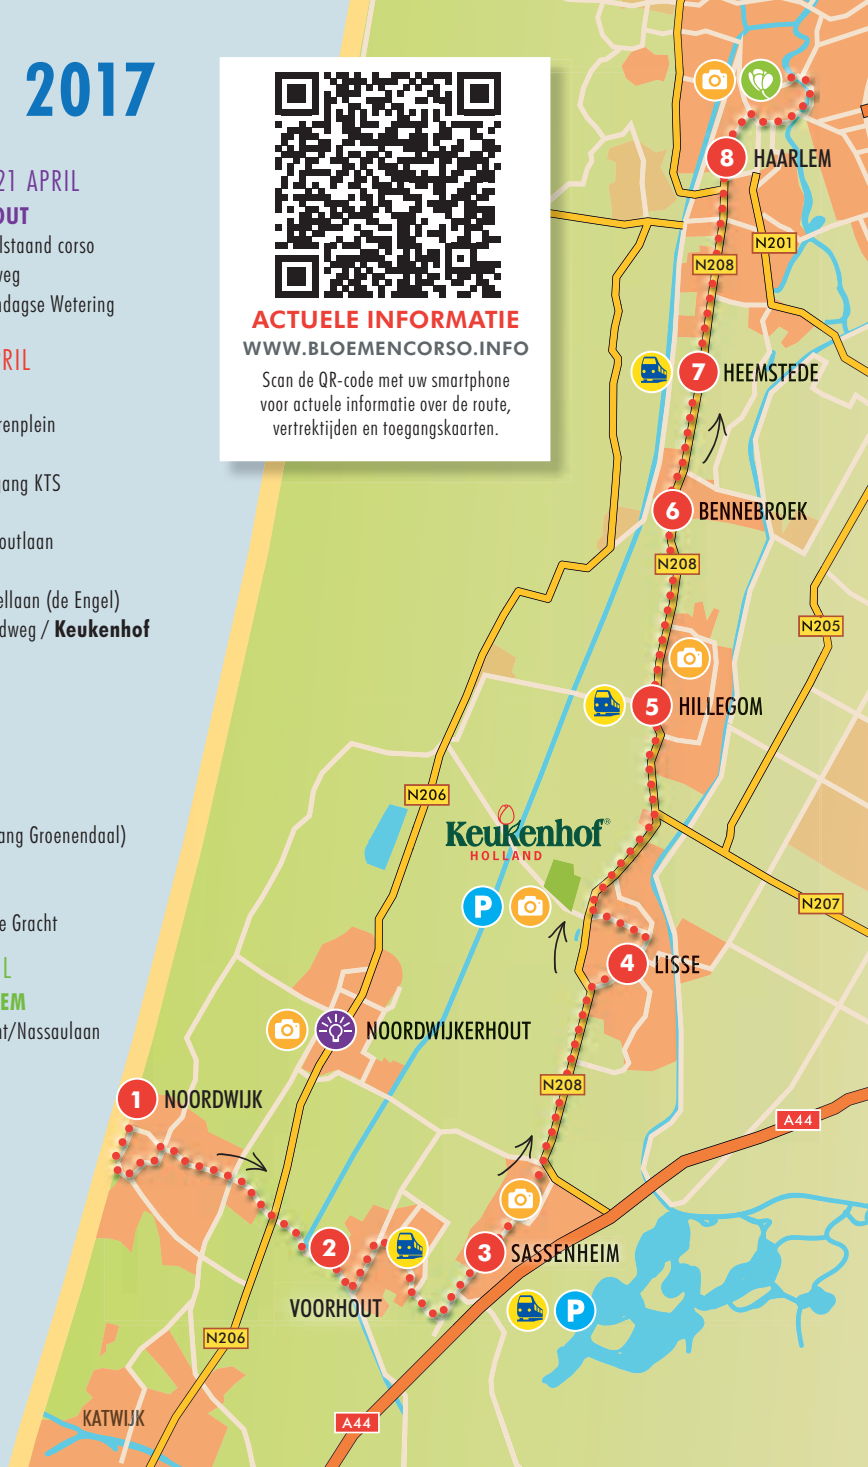 2017
21 APRIL
OUT
lstaand corso
weg
ndagse Wetering
PRIL
renplein
gang KTS
outlaan
ellaan (de Engel)
dweg / Keukenhof
ang Groenendaal)
e Gracht
L
EM
nt/Nassaulaan
ACTUELE INFORMATIE
WWW.BLOEMENCORSO.INFO
Scan de QR-code met uw smartphone
voor actuele informatie over de route,
vertrektijden en toegangskaarten.
8 HAARLEM
N201
N208
7 HEEMSTEDE
6 BENNEBROEK
N208
N205
5 HILLEGOM
N206
Keukenhof®
HOLLAND
P
N207
4 LISSE
NOORDWIJKERHOUT
N208
1 NOORDWIJK
A44
2
3 SASSENHEIM
VOORHOUT
P
N206
KATWIJK
A44